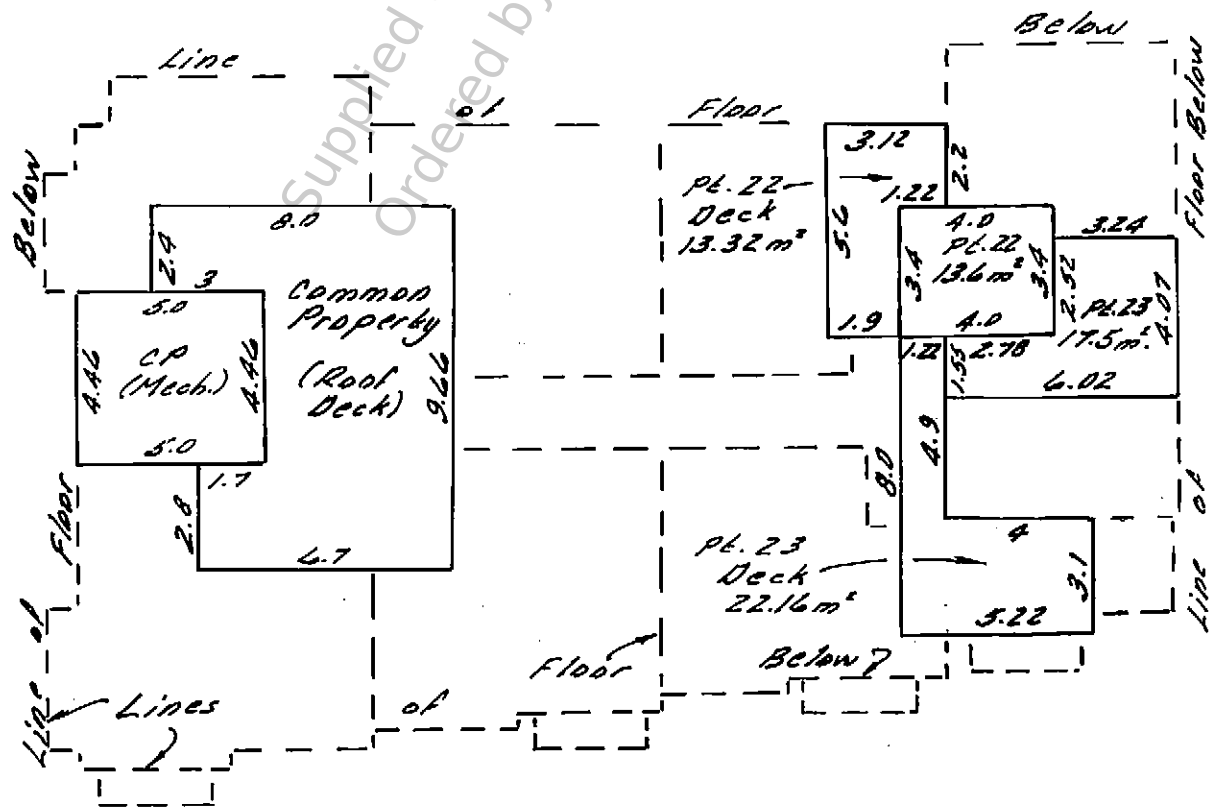 Supplied
Ordered by
Line
of
Floor
Below
Below
Floor Below
3.12
Pt. 22
Deck
13.32 m²
5.6
1.22
2.2
1.9
8.0
2.4
3
Common
Property
(Roof
Deck)
9.66
5.0
4.46
CP
(Mech.)
4.46
5.0
1.7
2.8
6.7
4.0
Pt.22
13.6 m²
3.4
3.4
4.0
3.24
2.52
Pt.23
17.5 m²
4.07
1.22
2.78
1.55
6.02
4.9
8.0
Pt. 23
Deck
22.16 m²
4
3.1
5.22
Floor
Line of
Lines
of
Floor
Below
Line of